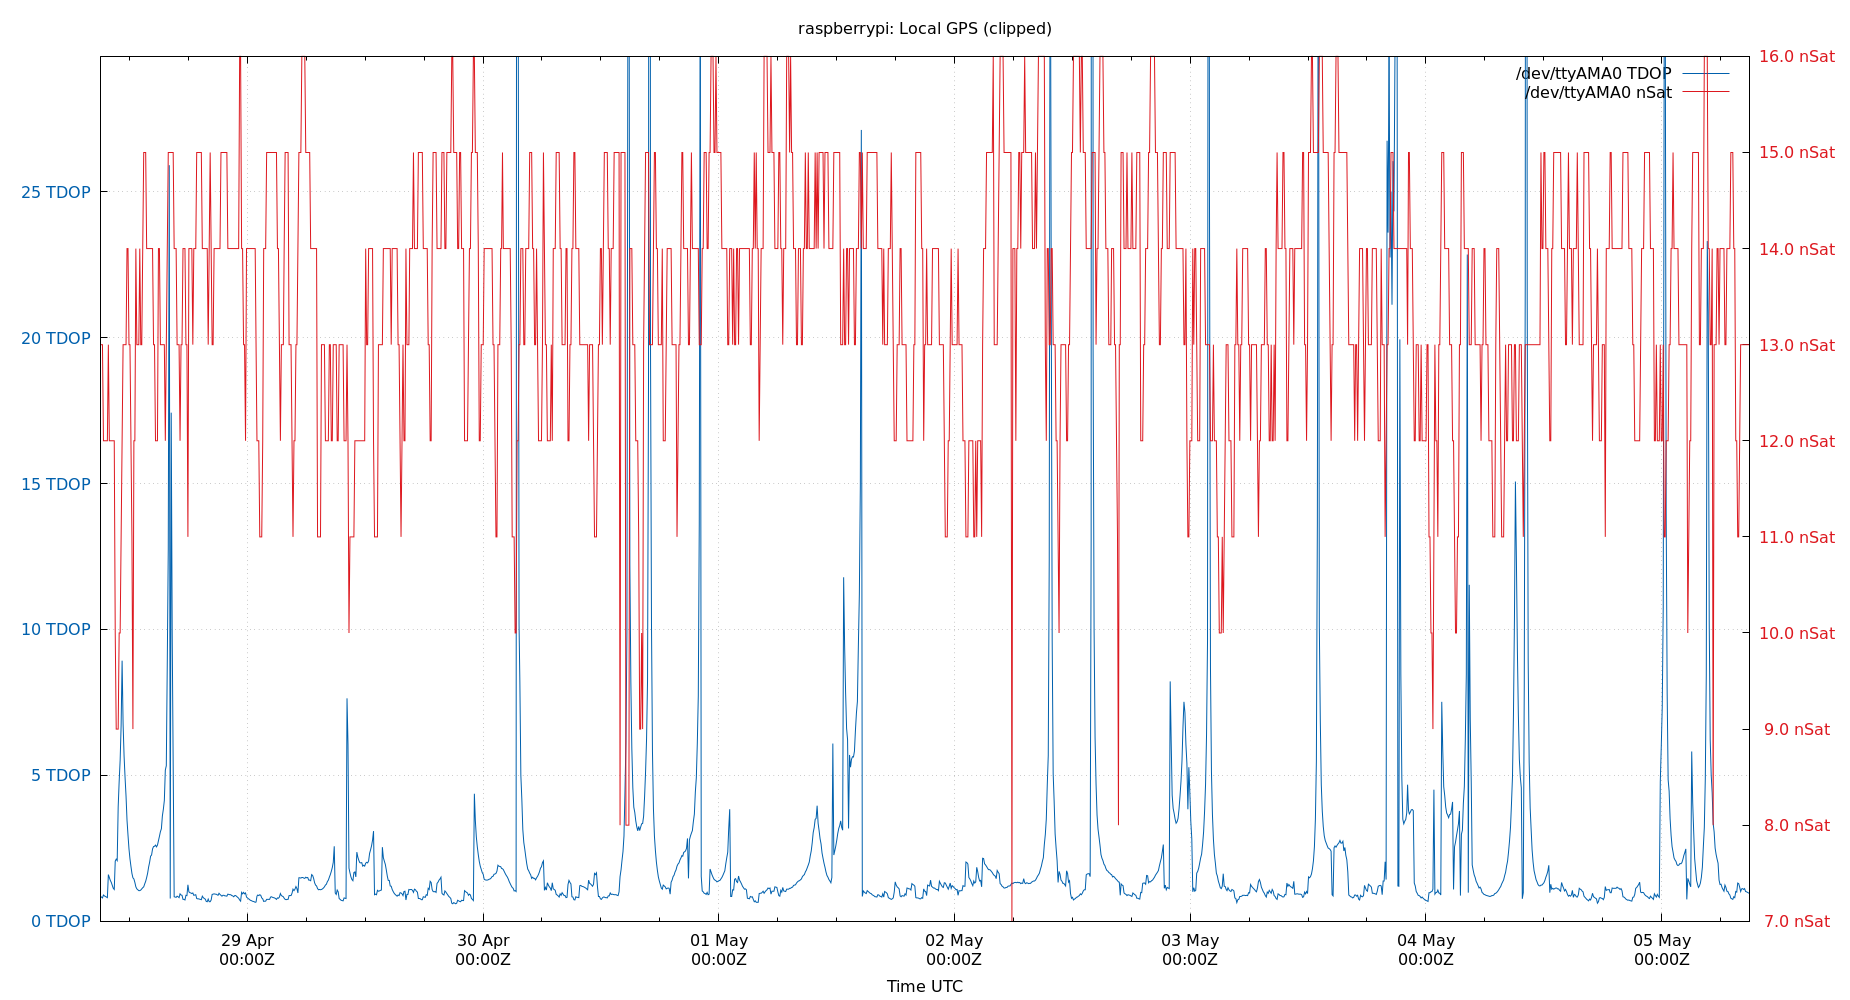 raspberrypi: Local GPS (clipped)
/dev/ttyAMA0 TDOP
/dev/ttyAMA0 nSat
25 TDOP
20 TDOP
15 TDOP
10 TDOP
5 TDOP
0 TDOP
16.0 nSat
15.0 nSat
14.0 nSat
13.0 nSat
12.0 nSat
11.0 nSat
10.0 nSat
9.0 nSat
8.0 nSat
7.0 nSat
29 Apr
00:00Z
30 Apr
00:00Z
01 May
00:00Z
02 May
00:00Z
03 May
00:00Z
04 May
00:00Z
05 May
00:00Z
Time UTC